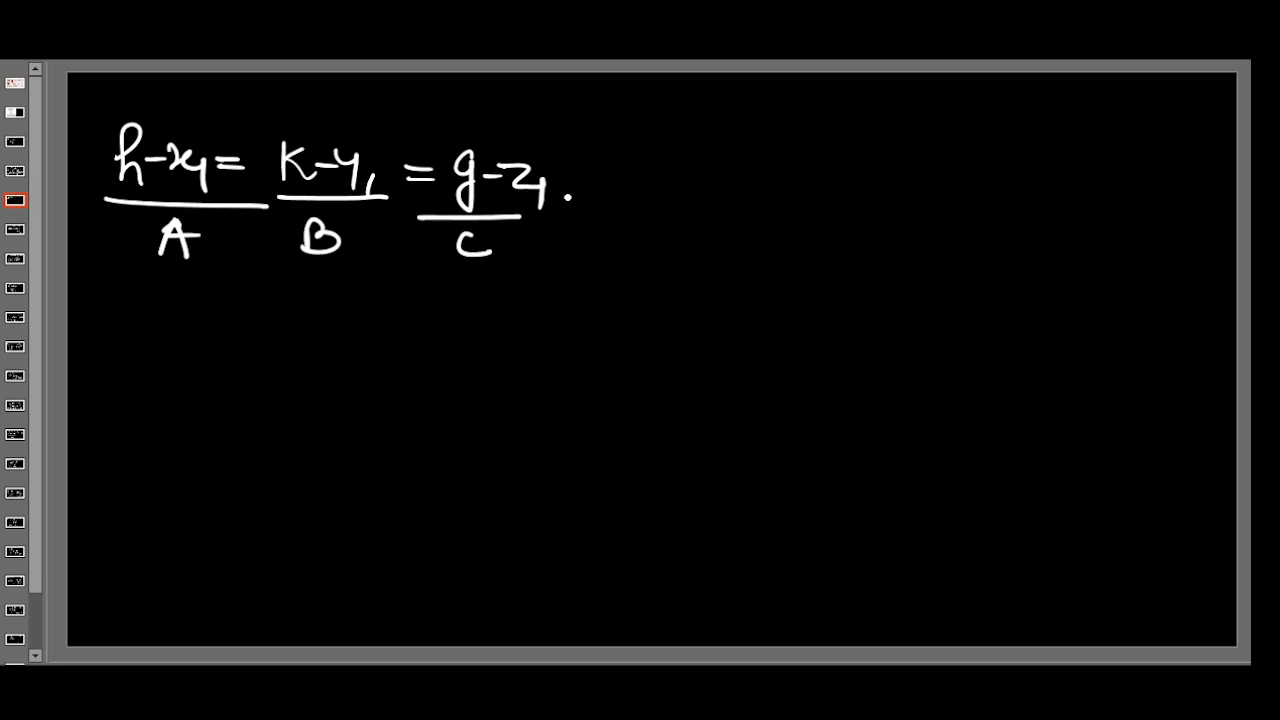 h-x₁ = K-y₁ = g-z₁ .
A B C